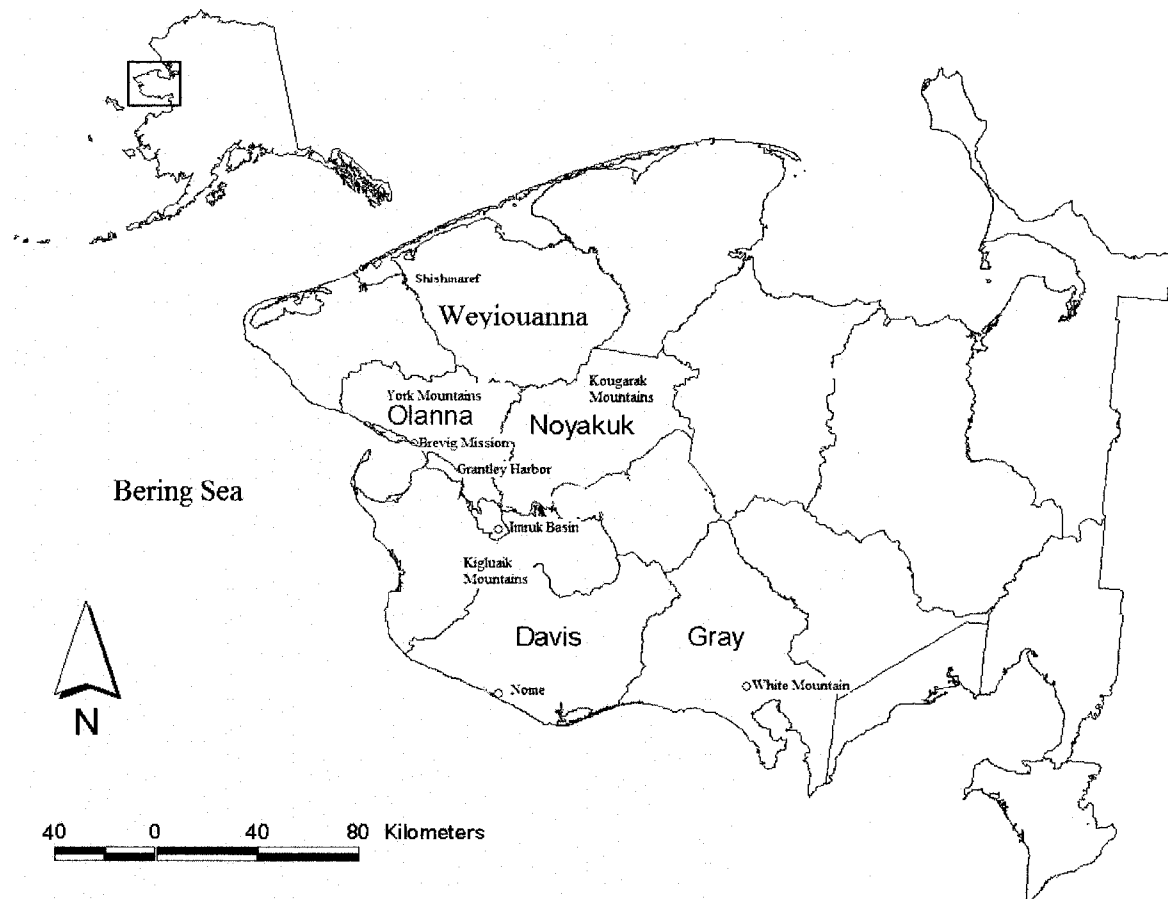 Shishmaref
Weyiouanna
Kougarak
Mountains
York Mountains
Olanna
Noyakuk
Brevig Mission
Grantley Harbor
Bering Sea
Imruk Basin
Kigluaik
Mountains
Davis
Gray
White Mountain
Nome
N
40 0 40 80 Kilometers